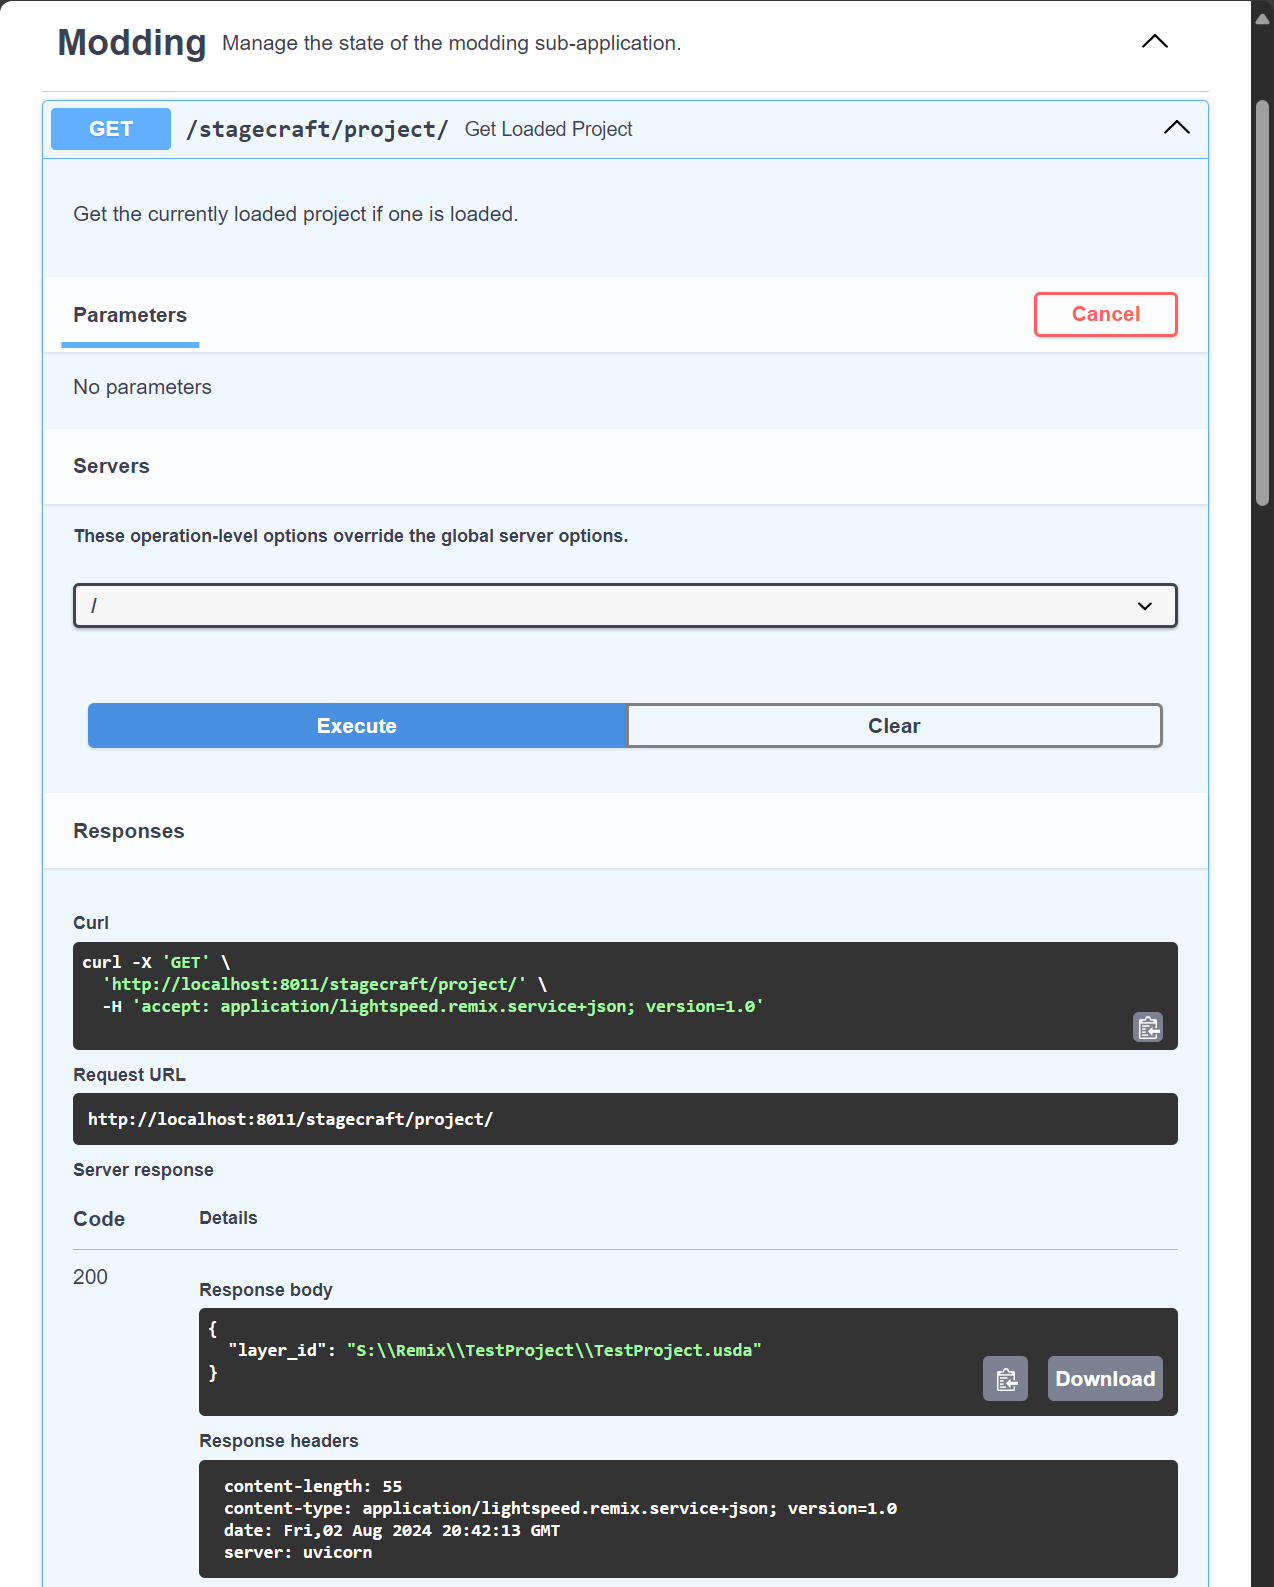 Modding Manage the state of the modding sub-application.
GET /stagecraft/project/ Get Loaded Project
Get the currently loaded project if one is loaded.
Parameters Cancel
No parameters
Servers
These operation-level options override the global server options.
/
Execute Clear
Responses
Curl
curl -X 'GET' \
'http://localhost:8011/stagecraft/project/' \
-H 'accept: application/lightspeed.remix.service+json; version=1.0'
Request URL
http://localhost:8011/stagecraft/project/
Server response
Code Details
200
Response body
{
"layer_id": "S:\\Remix\\TestProject\\TestProject.usda"
}
Download
Response headers
content-length: 55
content-type: application/lightspeed.remix.service+json; version=1.0
date: Fri,02 Aug 2024 20:42:13 GMT
server: uvicorn